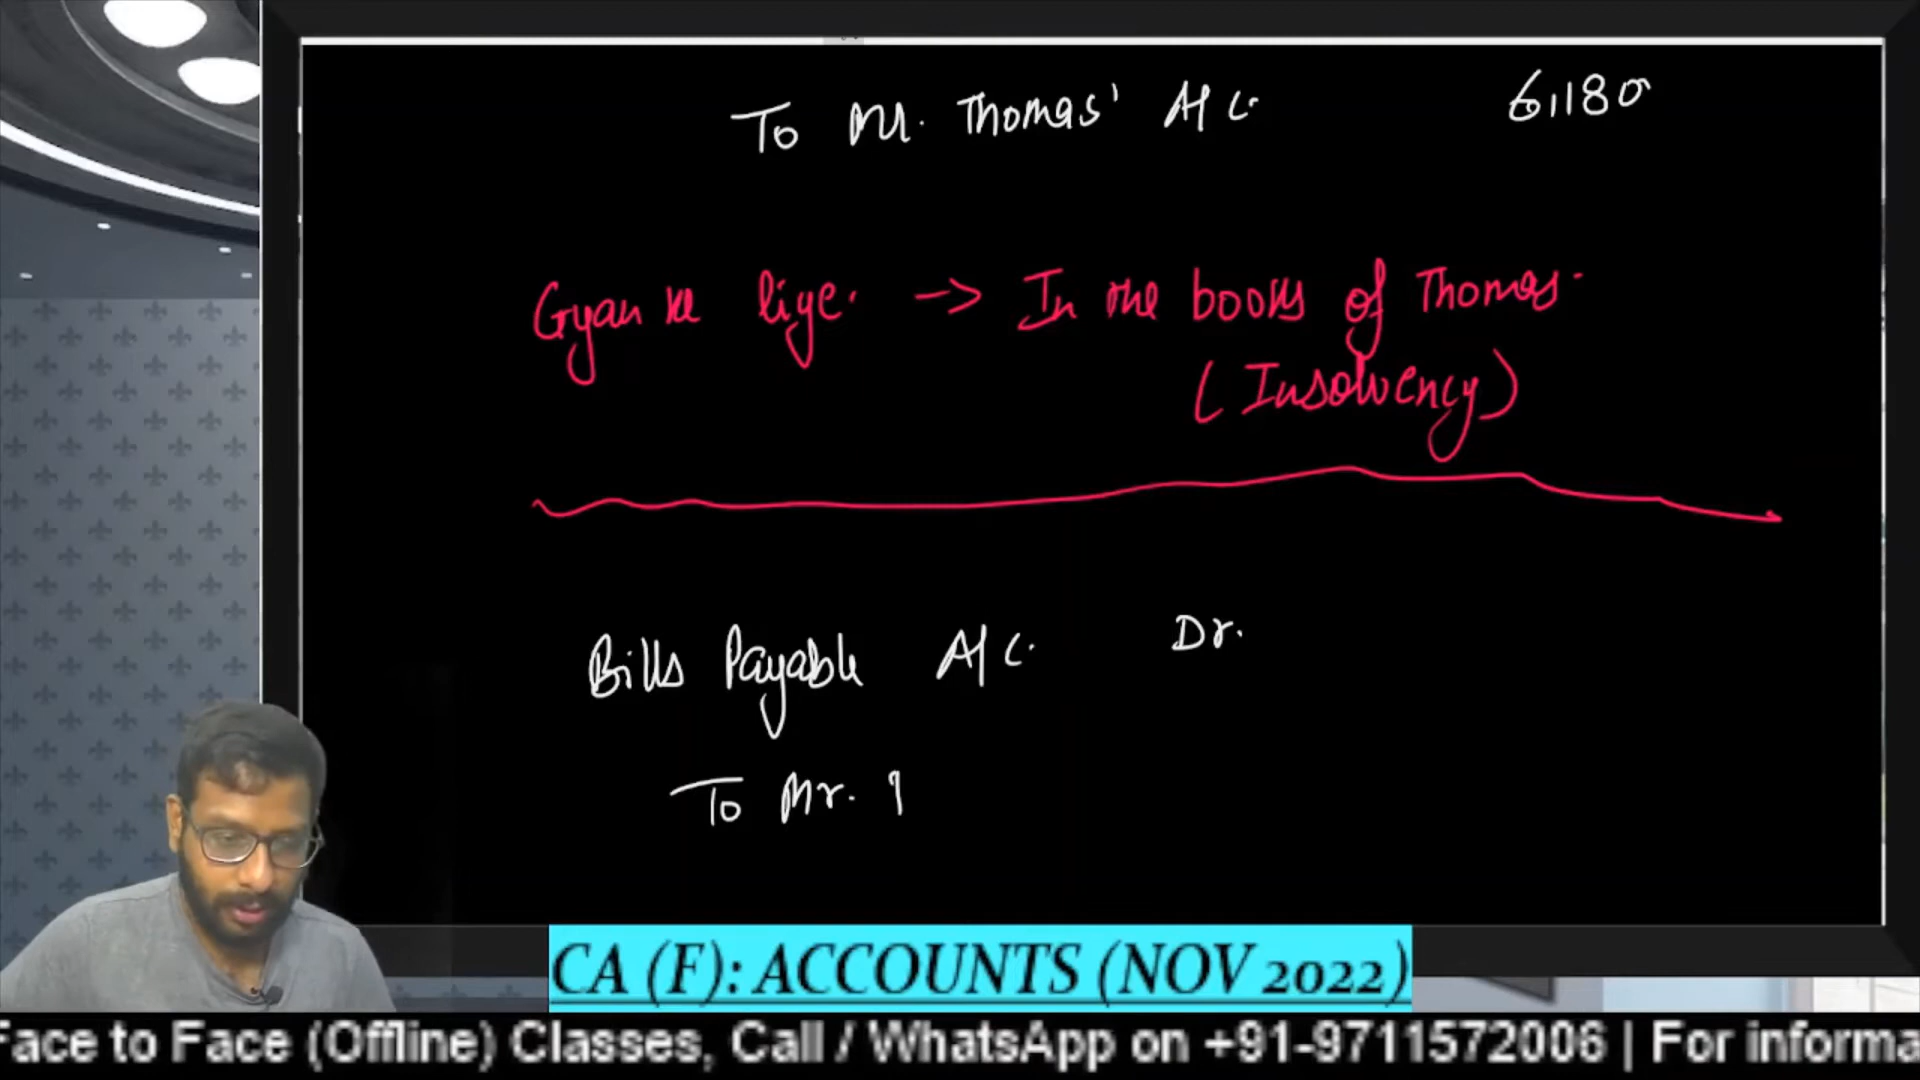 To Mr. Thomas' A/c. 61180
Gyan ke liye. -> In the books of Thomas.
(Insolvency)
Bills Payable A/c. Dr.
To Mr.
CA (F): ACCOUNTS (NOV 2022)
Face to Face (Offline) Classes, Call / WhatsApp on +91-9711572006 | For informa